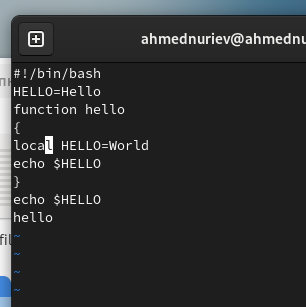 ahmednuriev@ahmednu
#!/bin/bash
HELLO=Hello
function hello
{
local HELLO=World
echo $HELLO
}
echo $HELLO
hello
~
~
~
~